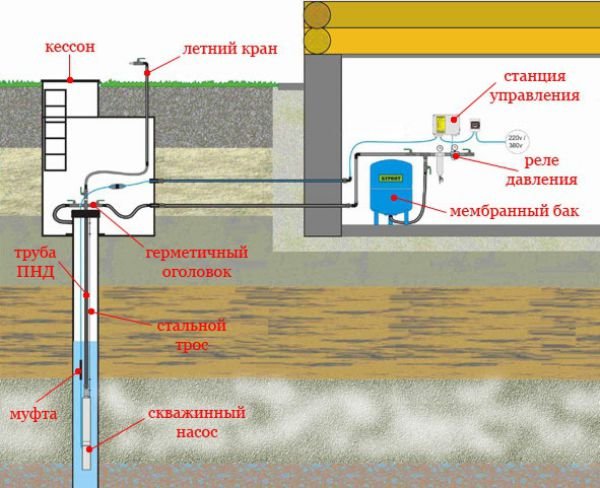 кессон
летний кран
станция
управления
220v /
380v
реле
давления
мембранный бак
труба
ПНД
герметичный
оголовок
стальной
трос
муфта
скважинный
насос